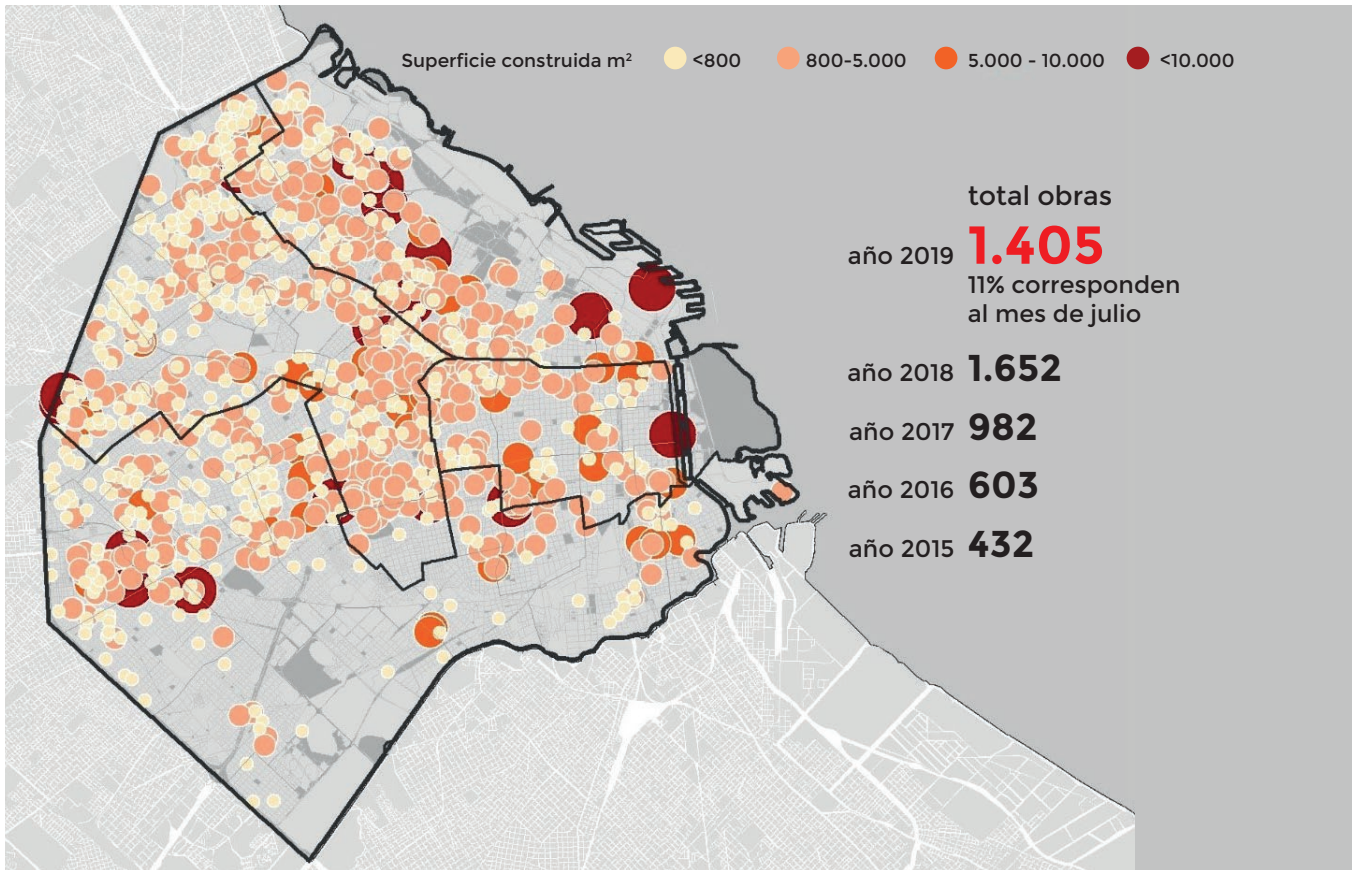 Superficie construida m² <800 800-5.000 5.000 - 10.000 <10.000
total obras
año 2019 1.405
11% corresponden
al mes de julio
año 2018 1.652
año 2017 982
año 2016 603
año 2015 432